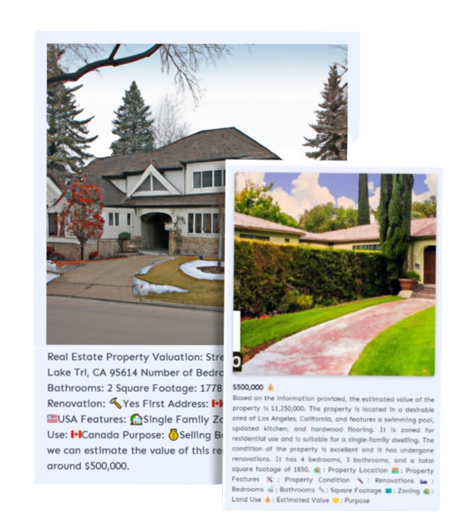 Real Estate Property Valuation: Stre
Lake Trl, CA 95614 Number of Bedro
Bathrooms: 2 Square Footage: 1778
Renovation: 🔨Yes First Address: 🇨🇦
🇺🇸USA Features: 🏠Single Family Zo
Use: 🇨🇦Canada Purpose: 💰Selling B
we can estimate the value of this re
around $500,000.
$500,000 👍
Based on the information provided, the estimated value of the
property is $1,250,000. The property is located in a desirable
area of Los Angeles, California, and features a swimming pool,
updated kitchen, and hardwood flooring. It is zoned for
residential use and is suitable for a single-family dwelling. The
condition of the property is excellent and it has undergone
renovations. It has 4 bedrooms, 3 bathrooms, and a total
square footage of 1850. : Property Location : Property
Features : Property Condition : Renovations :
Bedrooms : Bathrooms : Square Footage : Zoning :
Land Use : Estimated Value : Purpose